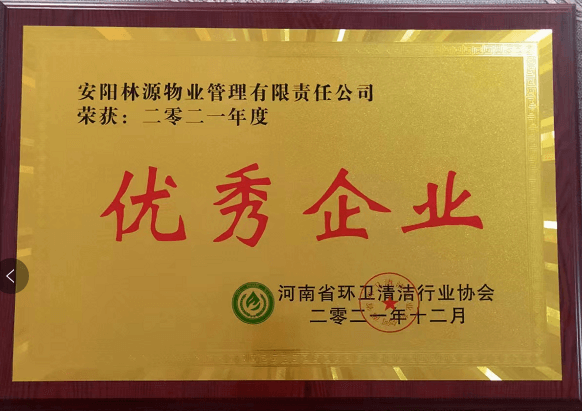 安阳林源物业管理有限责任公司
荣获：二零二一年度
优秀企业
河南省环卫清洁行业协会
二零二一年十二月